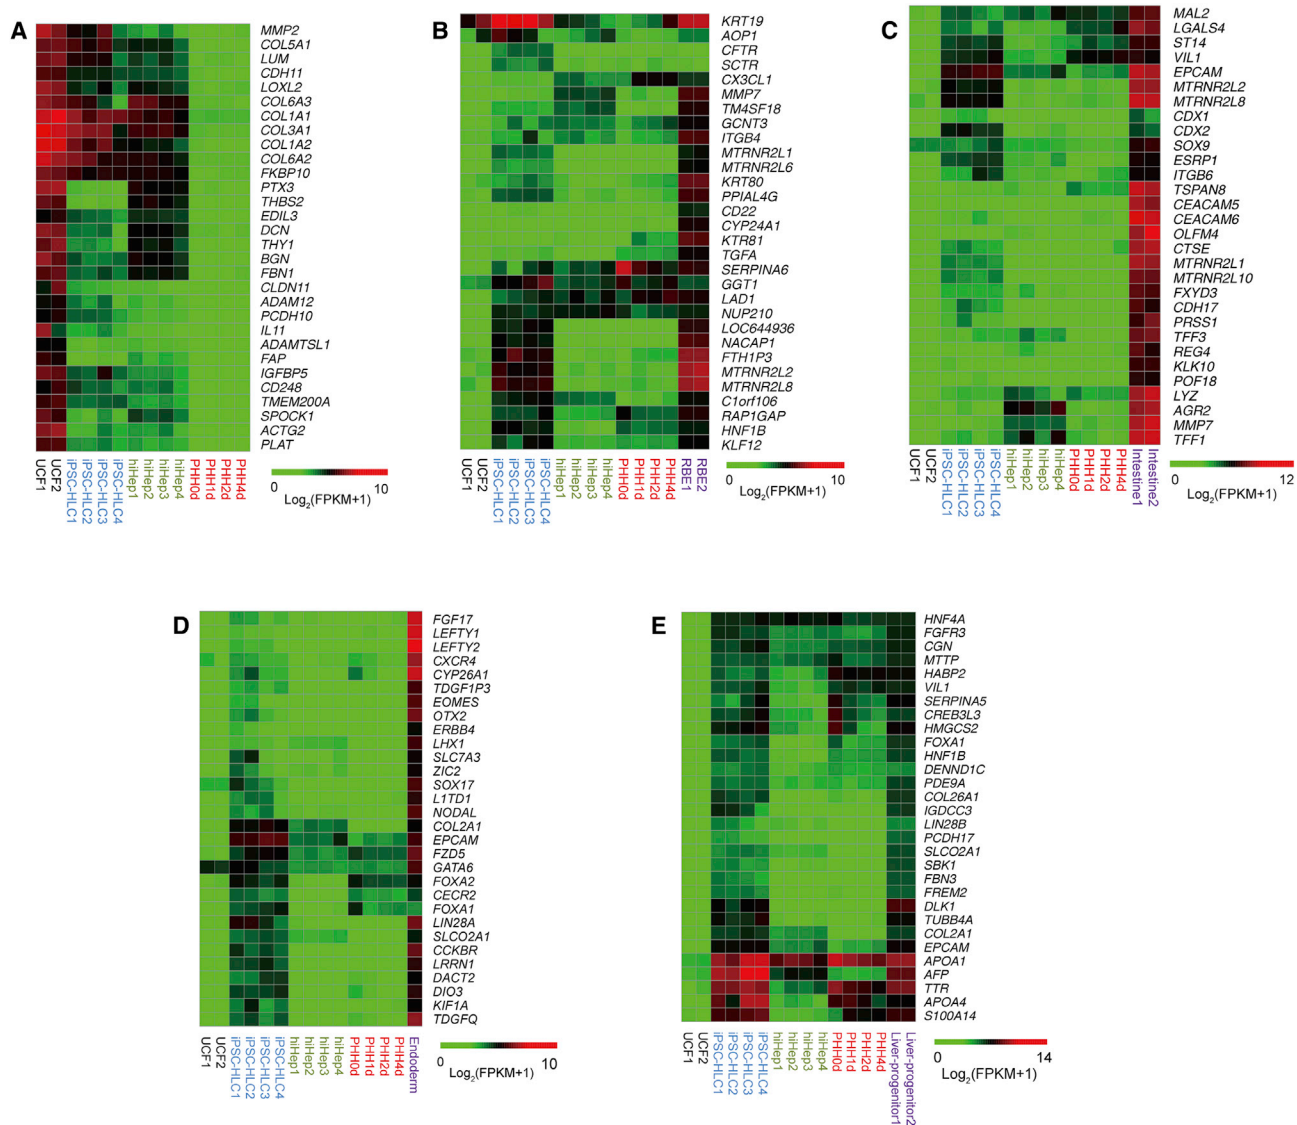 A
MMP2
COL5A1
LUM
CDH11
LOXL2
COL6A3
COL1A1
COL3A1
COL1A2
COL6A2
FKBP10
PTX3
THBS2
EDIL3
DCN
THY1
BGN
FBN1
CLDN11
ADAM12
PCDH10
IL11
ADAMTSL1
FAP
IGFBP5
CD248
TMEM200A
SPOCK1
ACTG2
PLAT
UCF1
UCF2
iPSC-HLC1
iPSC-HLC2
iPSC-HLC3
iPSC-HLC4
hiHep1
hiHep2
hiHep3
hiHep4
PHH0d
PHH1d
PHH2d
PHH4d
0 10
Log2(FPKM+1)
B
KRT19
AOP1
CFTR
SCTR
CX3CL1
MMP7
TM4SF18
GCNT3
ITGB4
MTRNR2L1
MTRNR2L6
KRT80
PPIAL4G
CD22
CYP24A1
KTR81
TGFA
SERPINA6
GGT1
LAD1
NUP210
LOC644936
NACAP1
FTH1P3
MTRNR2L2
MTRNR2L8
C1orf106
RAP1GAP
HNF1B
KLF12
UCF1
UCF2
iPSC-HLC1
iPSC-HLC2
iPSC-HLC3
iPSC-HLC4
hiHep1
hiHep2
hiHep3
hiHep4
PHH0d
PHH1d
PHH2d
PHH4d
RBE1
RBE2
0 10
Log2(FPKM+1)
C
MAL2
LGALS4
ST14
VIL1
EPCAM
MTRNR2L2
MTRNR2L8
CDX1
CDX2
SOX9
ESRP1
ITGB6
TSPAN8
CEACAM5
CEACAM6
OLFM4
CTSE
MTRNR2L1
MTRNR2L10
FXYD3
CDH17
PRSS1
TFF3
REG4
KLK10
POF18
LYZ
AGR2
MMP7
TFF1
UCF1
UCF2
iPSC-HLC1
iPSC-HLC2
iPSC-HLC3
iPSC-HLC4
hiHep1
hiHep2
hiHep3
hiHep4
PHH0d
PHH1d
PHH2d
PHH4d
Intestine1
Intestine2
0 12
Log2(FPKM+1)
D
FGF17
LEFTY1
LEFTY2
CXCR4
CYP26A1
TDGF1P3
EOMES
OTX2
ERBB4
LHX1
SLC7A3
ZIC2
SOX17
L1TD1
NODAL
COL2A1
EPCAM
FZD5
GATA6
FOXA2
CECR2
FOXA1
LIN28A
SLCO2A1
CCKBR
LRRN1
DACT2
DIO3
KIF1A
TDGFQ
UCF1
UCF2
iPSC-HLC1
iPSC-HLC2
iPSC-HLC3
iPSC-HLC4
hiHep1
hiHep2
hiHep3
hiHep4
PHH0d
PHH1d
PHH2d
PHH4d
Endoderm
0 10
Log2(FPKM+1)
E
HNF4A
FGFR3
CGN
MTTP
HABP2
VIL1
SERPINA5
CREB3L3
HMGCS2
FOXA1
HNF1B
DENND1C
PDE9A
COL26A1
IGDCC3
LIN28B
PCDH17
SLCO2A1
SBK1
FBN3
FREM2
DLK1
TUBB4A
COL2A1
EPCAM
APOA1
AFP
TTR
APOA4
S100A14
UCF1
UCF2
iPSC-HLC1
iPSC-HLC2
iPSC-HLC3
iPSC-HLC4
hiHep1
hiHep2
hiHep3
hiHep4
PHH0d
PHH1d
PHH2d
PHH4d
Liver-progenitor1
Liver-progenitor2
0 14
Log2(FPKM+1)